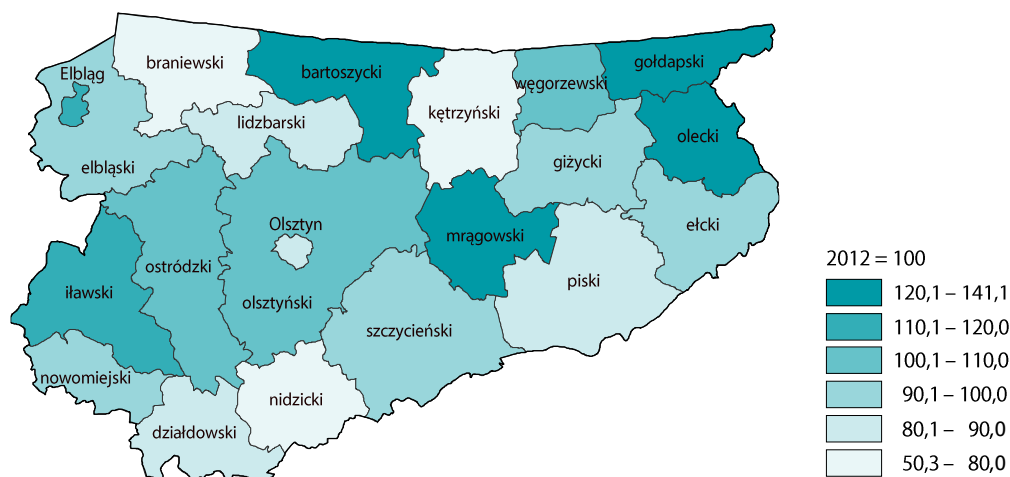 Elbląg
braniewski
bartoszycki
węgorzewski
gołdapski
kętrzyński
lidzbarski
olecki
elbląski
giżycki
Olsztyn
mrągowski
ełcki
ostródzki
iławski
olsztyński
piski
szczycieński
nowomiejski
nidzicki
działdowski
2012 = 100
120,1 – 141,1
110,1 – 120,0
100,1 – 110,0
90,1 – 100,0
80,1 – 90,0
50,3 – 80,0